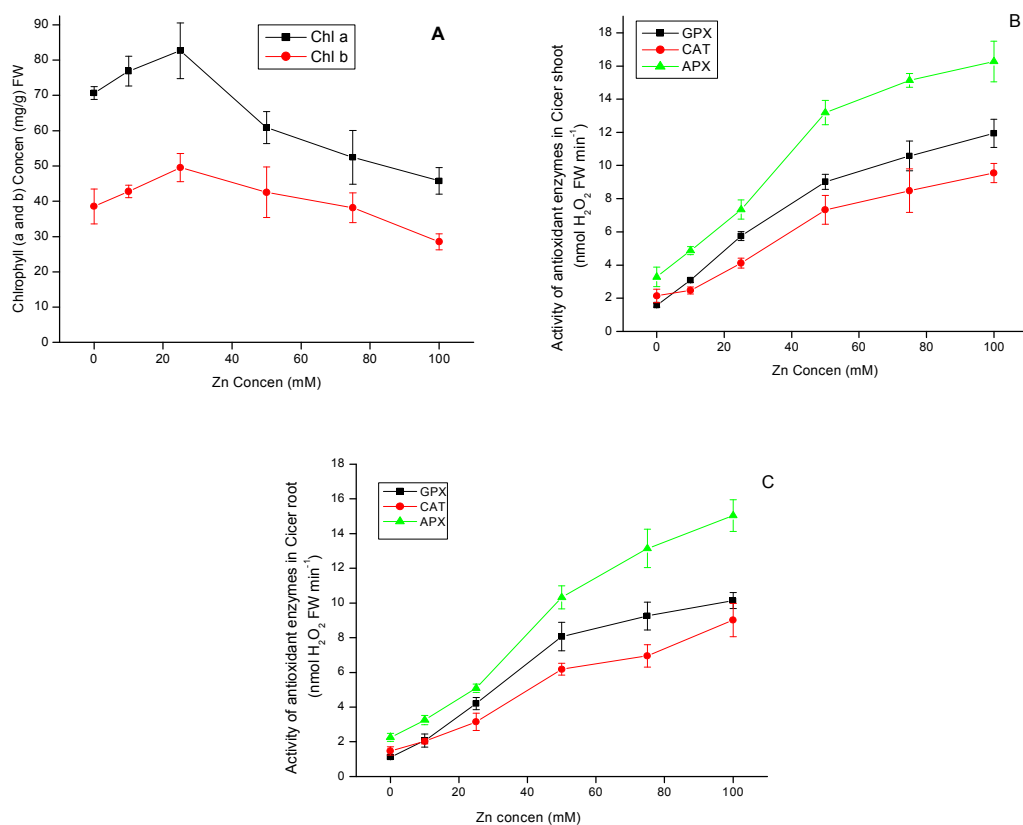 A
Chl a
Chl b
Chlrophyll (a and b) Concen (mg/g) FW
90
80
70
60
50
40
30
20
10
0
0 20 40 60 80 100
Zn Concen (mM)
B
GPX
CAT
APX
Activity of antioxidant enzymes in Cicer shoot
(nmol H₂O₂ FW min⁻¹)
18
16
14
12
10
8
6
4
2
0
0 20 40 60 80 100
Zn Concen (mM)
C
GPX
CAT
APX
Activity of antioxidant enzymes in Cicer root
(nmol H₂O₂ FW min⁻¹)
18
16
14
12
10
8
6
4
2
0
0 20 40 60 80 100
Zn concen (mM)